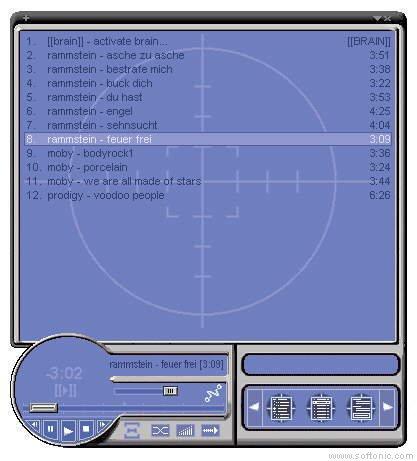 1. [[brain]] - activate brain... [[BRAIN]]
2. rammstein - asche zu asche 3:51
3. rammstein - bestrafe mich 3:38
4. rammstein - buck dich 3:22
5. rammstein - du hast 3:53
6. rammstein - engel 4:25
7. rammstein - sehnsucht 4:04
8. rammstein - feuer frei 3:09
9. moby - bodyrock1 3:36
10. moby - porcelain 3:24
11. moby - we are all made of stars 3:44
12. prodigy - voodoo people 6:26
rammstein - feuer frei [3:09]
-3:02
www.softonic.com